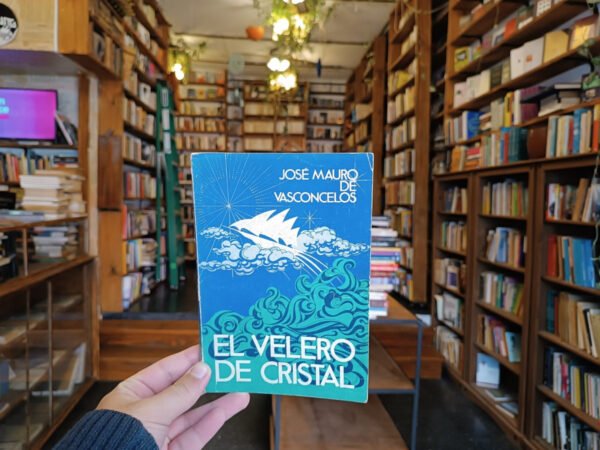 JOSÉ MAURO
DE
VASCONCELOS
EL VELERO
DE CRISTAL